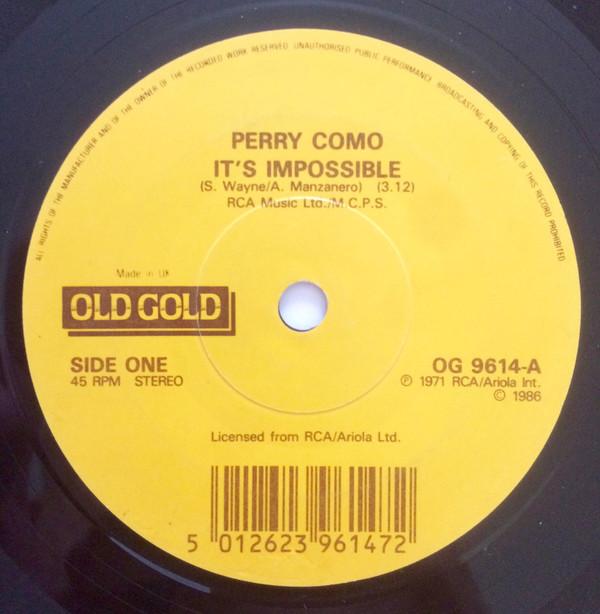 ALL RIGHTS OF THE MANUFACTURER AND OF THE OWNER OF THE RECORDED WORK RESERVED UNAUTHORISED PUBLIC PERFORMANCE BROADCASTING AND COPYING OF THIS RECORD PROHIBITED
PERRY COMO
IT'S IMPOSSIBLE
(S. Wayne/A. Manzanero) (3.12)
RCA Music Ltd./M.C.P.S.
Made in UK
OLD GOLD
SIDE ONE
45 RPM STEREO
OG 9614-A
℗ 1971 RCA/Ariola Int.
© 1986
Licensed from RCA/Ariola Ltd.
5 012623 961472